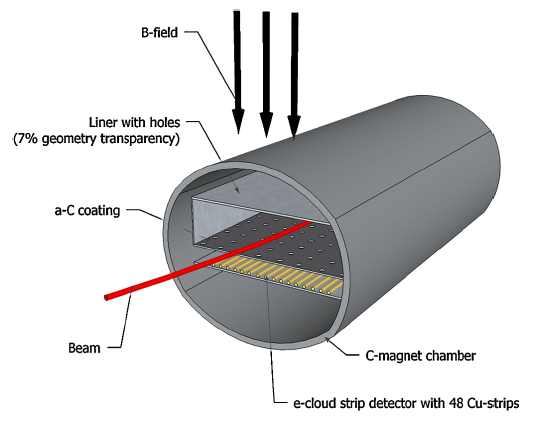 B-field
Liner with holes
(7% geometry transparency)
a-C coating
Beam
C-magnet chamber
e-cloud strip detector with 48 Cu-strips